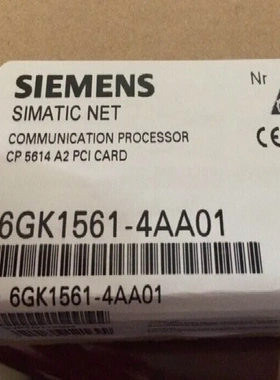 SIEMENS
Nr
SIMATIC NET
COMMUNICATION PROCESSOR
CP 5614 A2 PCI CARD
CE
6GK1561-4AA01
6GK1561-4AA01